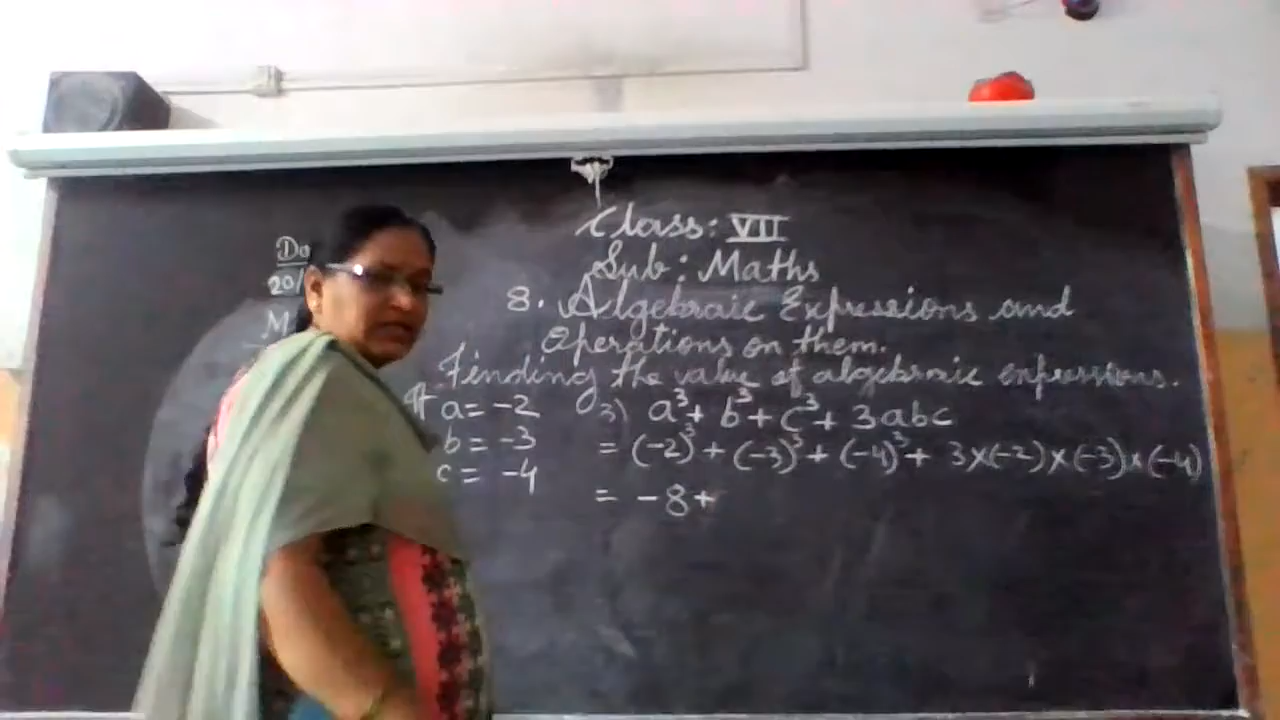 Class: VII
Sub: Maths
8. Algebraic Expressions and
Operations on them.
Finding the value of algebraic expressions.
If a = -2
b = -3
c = -4
3) a³ + b³ + c³ + 3abc
= (-2)³ + (-3)³ + (-4)³ + 3×(-2)×(-3)×(-4)
= -8+